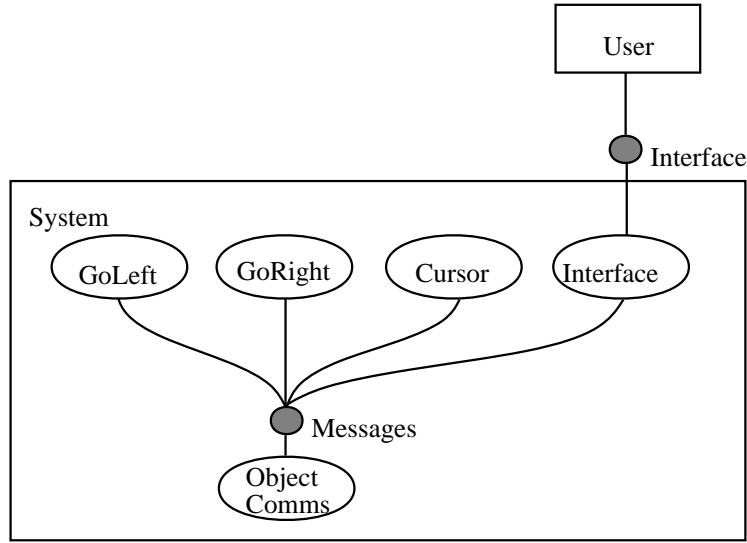 User
Interface
System
GoLeft
GoRight
Cursor
Interface
Messages
Object
Comms